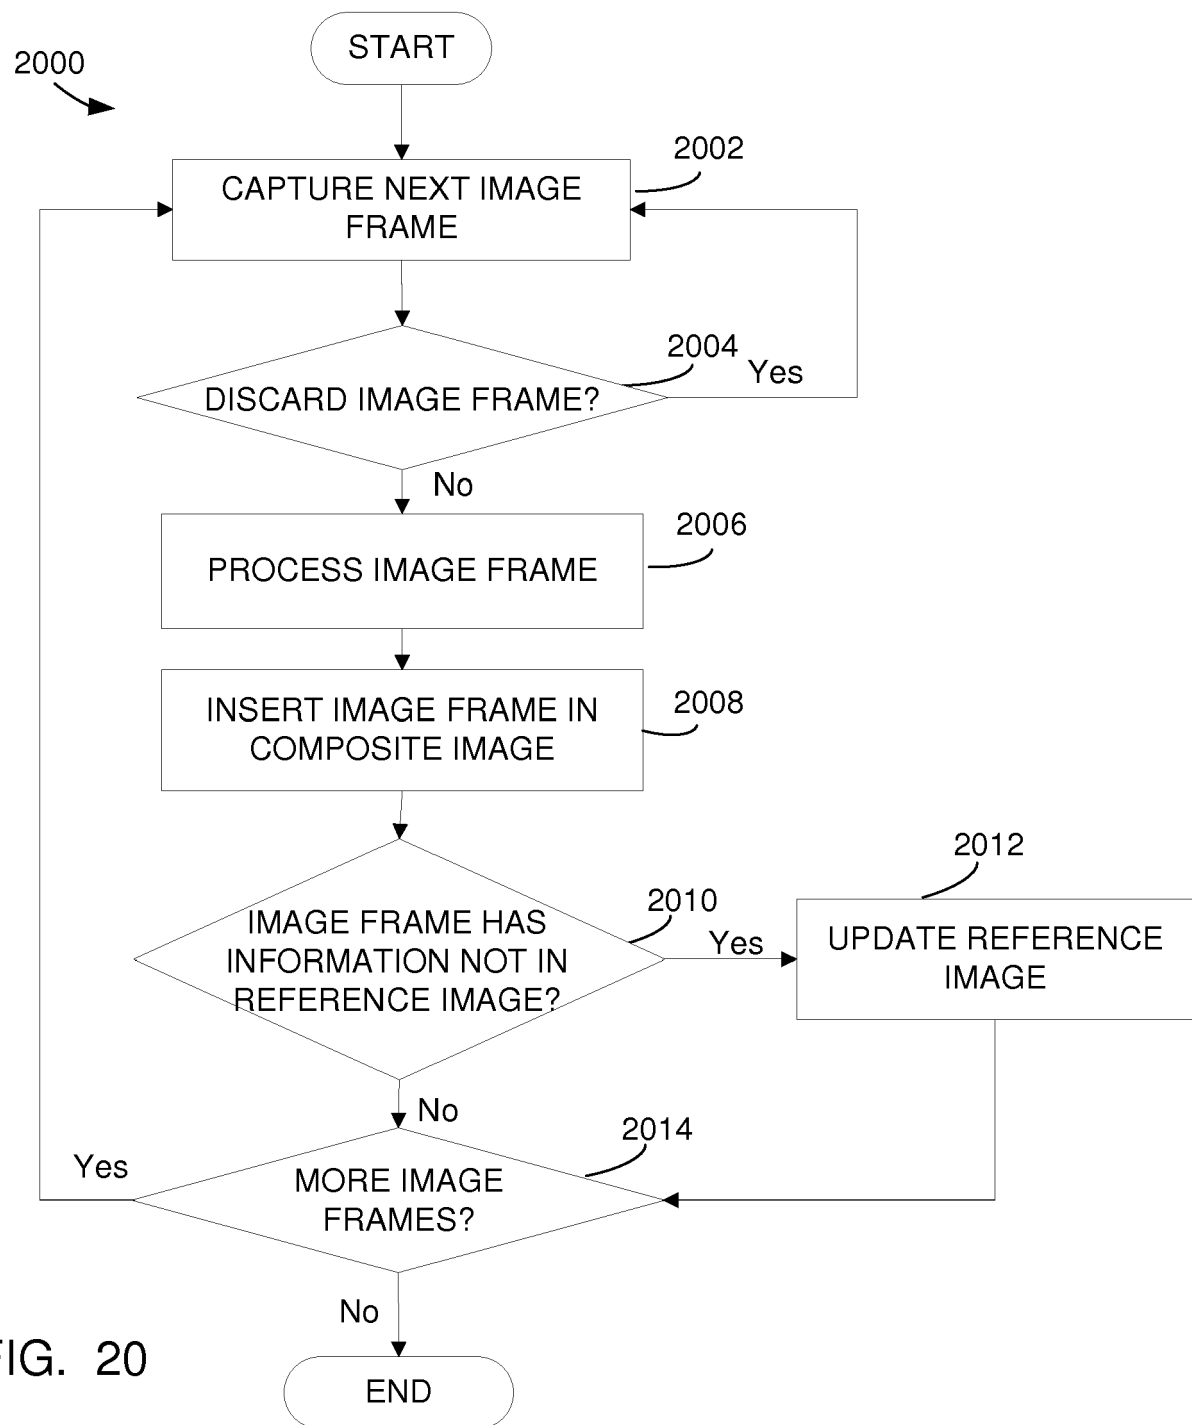 START
2000
2002
CAPTURE NEXT IMAGE
FRAME
2004
Yes
DISCARD IMAGE FRAME?
No
2006
PROCESS IMAGE FRAME
2008
INSERT IMAGE FRAME IN
COMPOSITE IMAGE
2012
2010
IMAGE FRAME HAS
INFORMATION NOT IN
REFERENCE IMAGE?
Yes
UPDATE REFERENCE
IMAGE
No
2014
Yes
MORE IMAGE
FRAMES?
No
FIG. 20
END